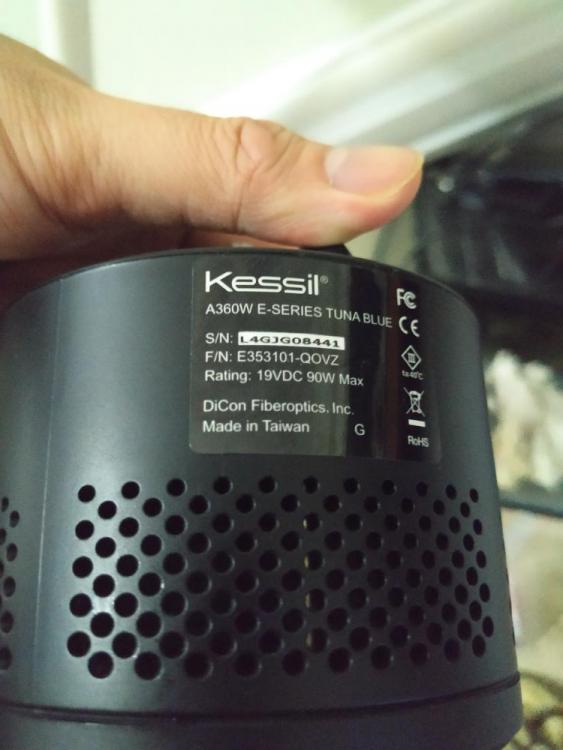 Kessil®
A360W E-SERIES TUNA BLUE
S/N: L4GJG08441
F/N: E353101-QOVZ
Rating: 19VDC 90W Max
DiCon Fiberoptics. Inc.
Made in Taiwan G
FC
CE
ta:40°C
RoHS